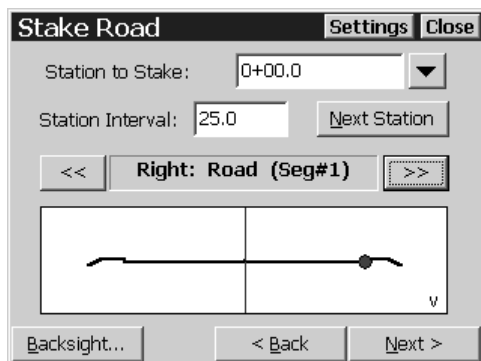 Stake Road Settings Close
Station to Stake: 0+00.0
Station Interval: 25.0 Next Station
<< Right: Road (Seg#1) >>
V
Backsight... < Back Next >